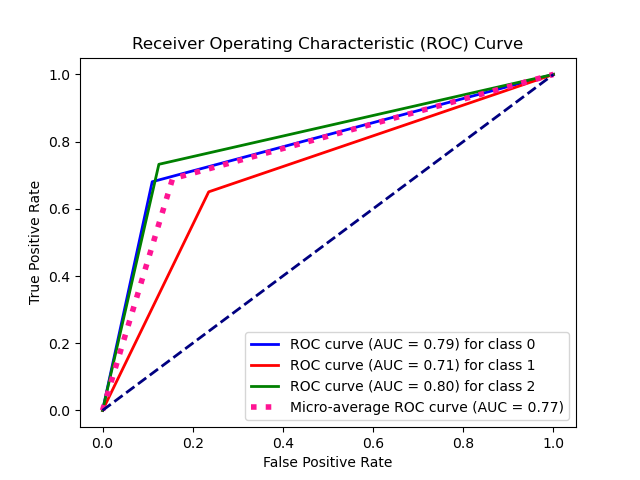 Receiver Operating Characteristic (ROC) Curve
True Positive Rate
1.0
0.8
0.6
0.4
0.2
0.0
ROC curve (AUC = 0.79) for class 0
ROC curve (AUC = 0.71) for class 1
ROC curve (AUC = 0.80) for class 2
Micro-average ROC curve (AUC = 0.77)
0.0 0.2 0.4 0.6 0.8 1.0
False Positive Rate